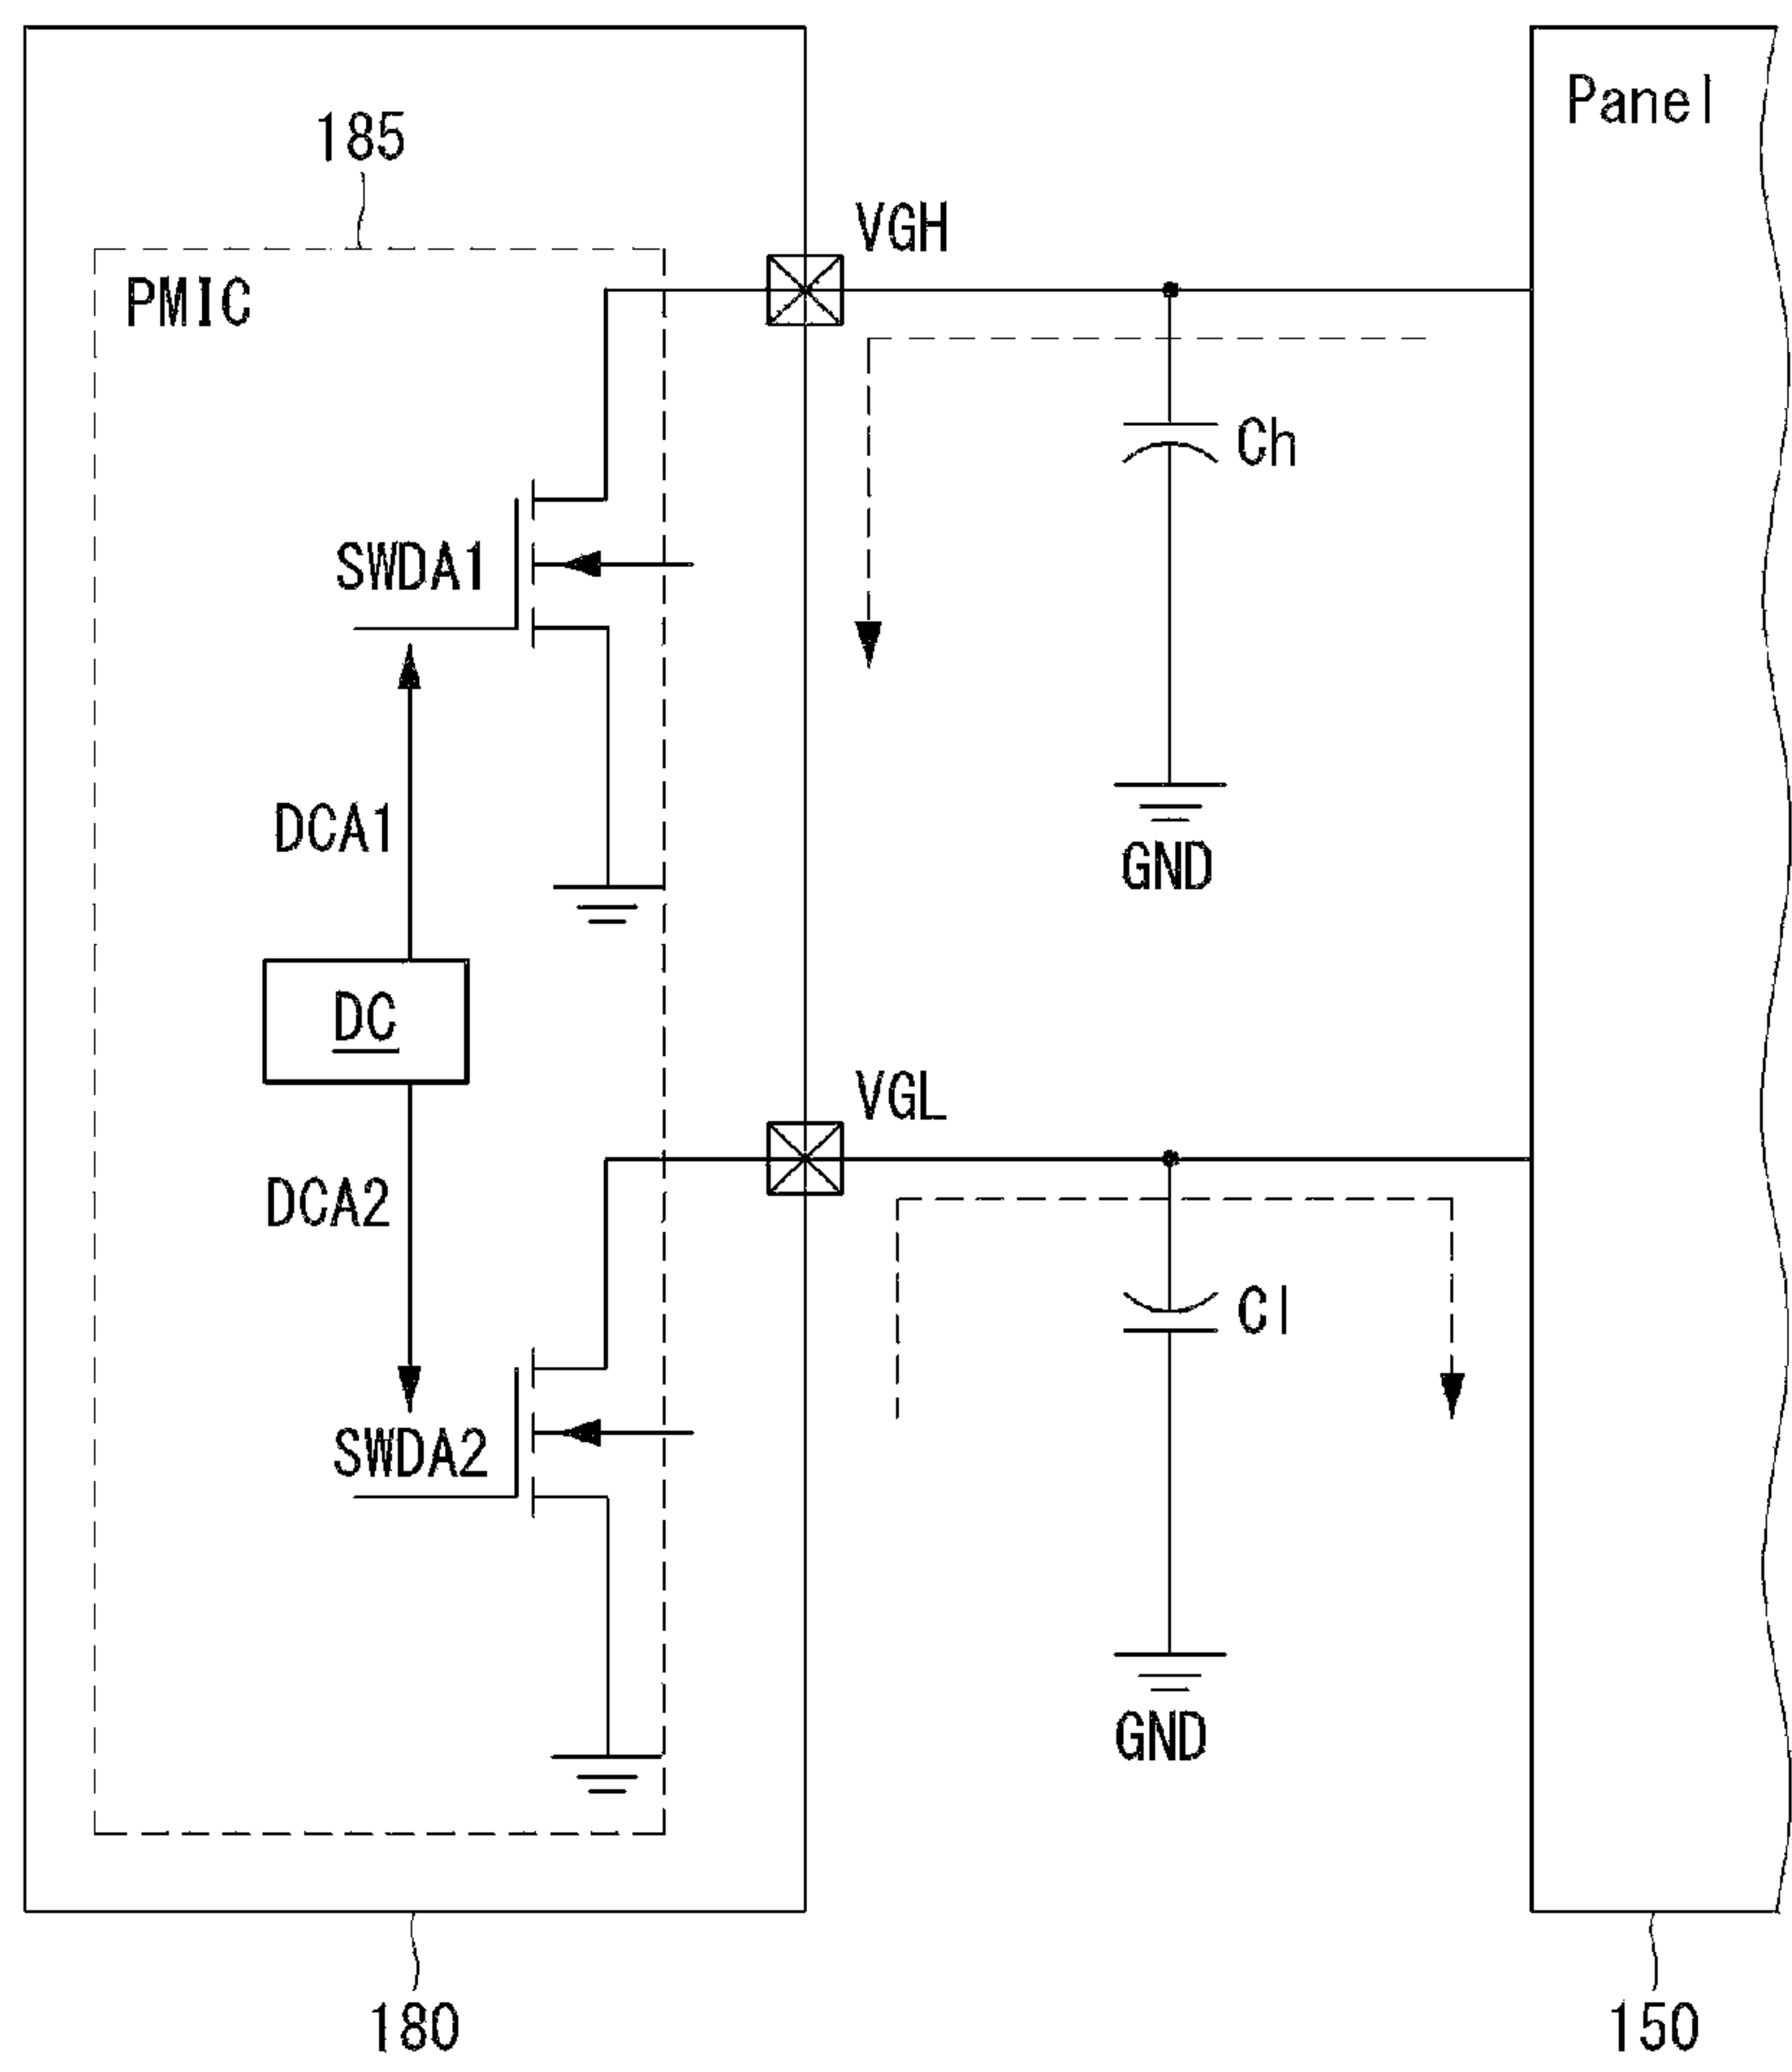 Panel
185
VGH
PMIC
Ch
SWDA1
DCA1
GND
DC
VGL
DCA2
Cl
SWDA2
GND
180
150